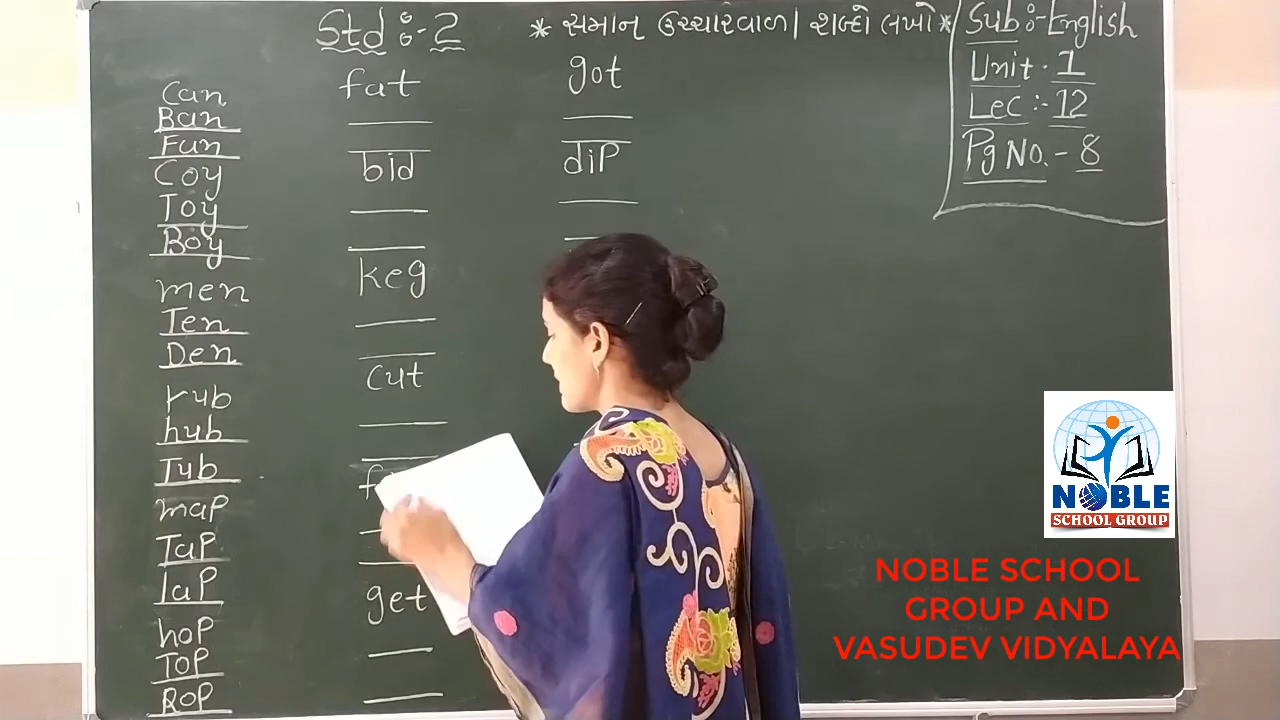 Std :- 2
* સમાન ઉચ્ચારવાળા શબ્દો લખો *
Sub :- English
Unit - 1
Lec :- 12
Pg No. - 8
Can
Ban
Fun
Coy
Toy
Boy
men
Ten
Den
rub
hub
Tub
map
Tap
Lap
hop
Top
Rop
fat
bid
keg
cut
get
got
dip
NOBLE
SCHOOL GROUP
NOBLE SCHOOL
GROUP AND
VASUDEV VIDYALAYA